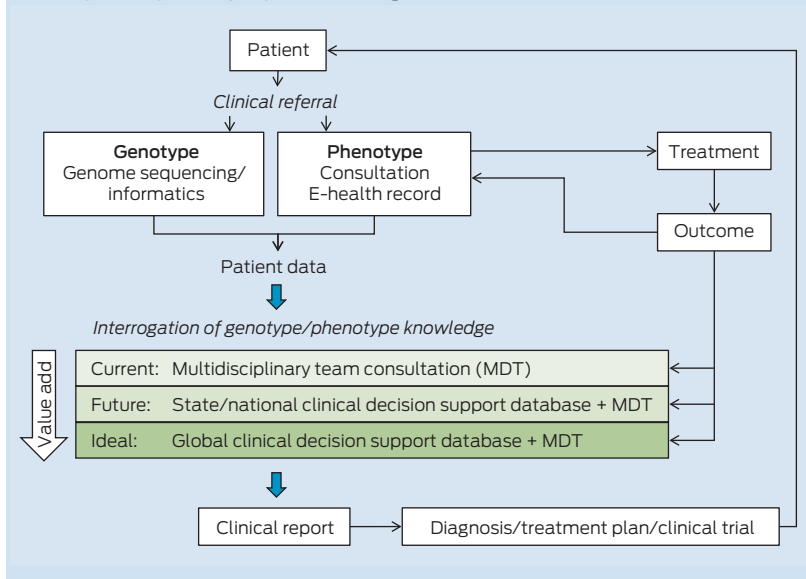 Patient
Clinical referral
Genotype
Genome sequencing/
informatics
Phenotype
Consultation
E-health record
Treatment
Outcome
Patient data
Interrogation of genotype/phenotype knowledge
Value add
Current: Multidisciplinary team consultation (MDT)
Future: State/national clinical decision support database + MDT
Ideal: Global clinical decision support database + MDT
Clinical report
Diagnosis/treatment plan/clinical trial